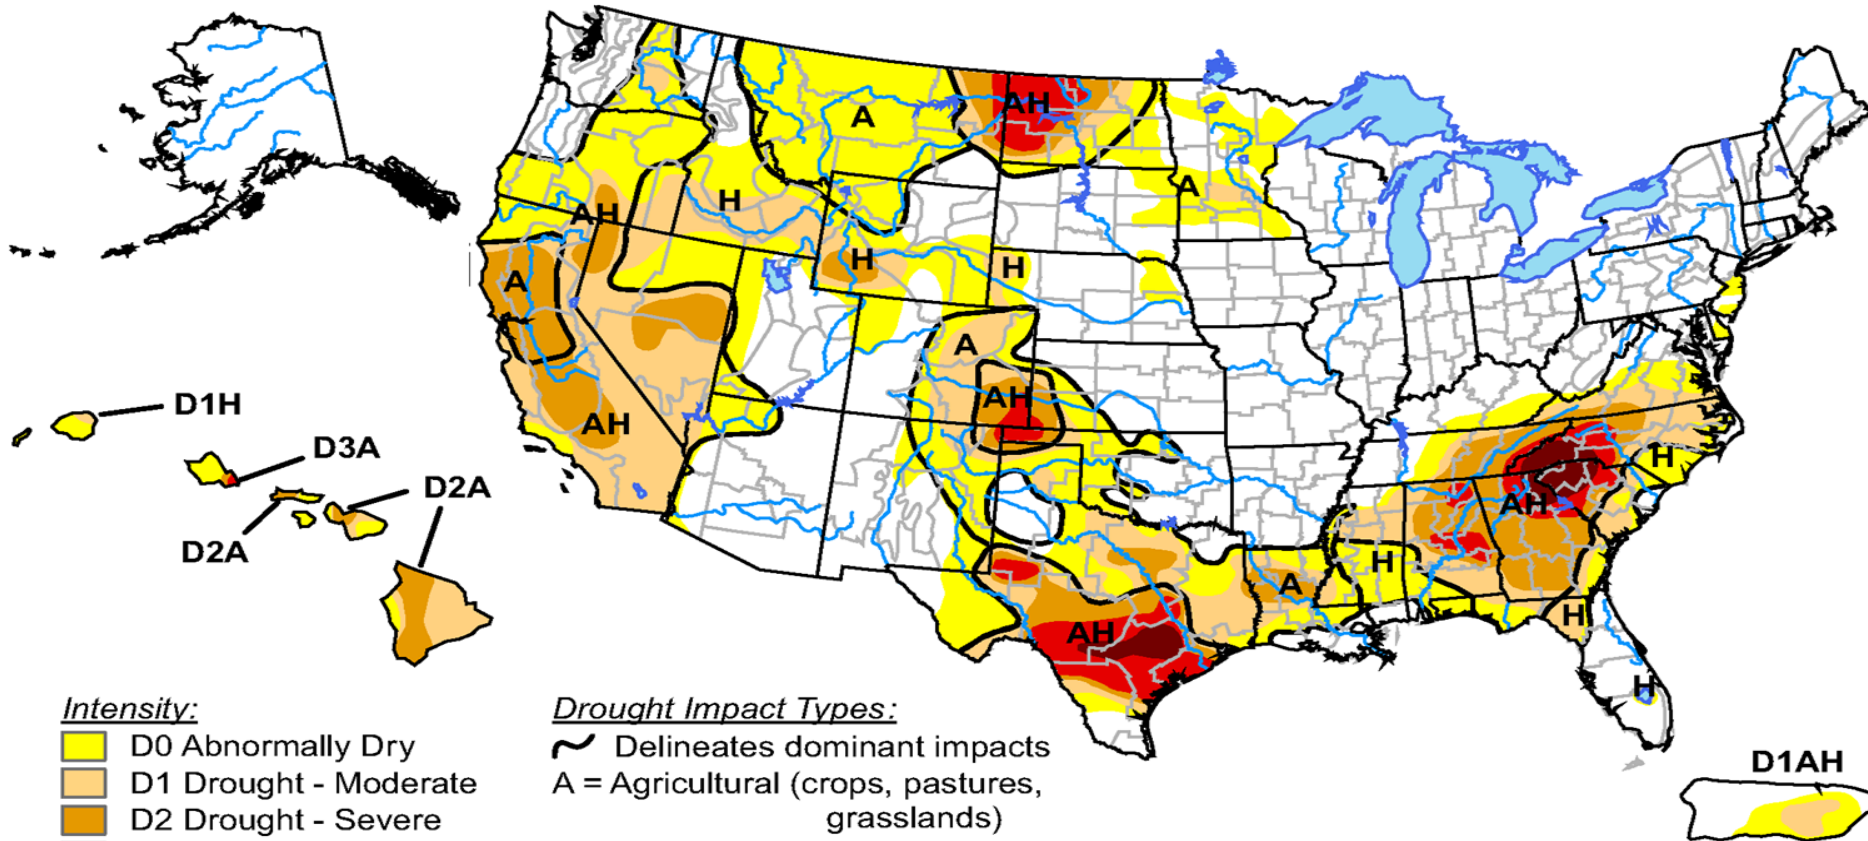 A
AH
A
H
AH
H
H
A
A
AH
AH
D1H
D3A
D2A
D2A
H
AH
H
A
AH
H
H
Intensity:
D0 Abnormally Dry
D1 Drought - Moderate
D2 Drought - Severe
Drought Impact Types:
Delineates dominant impacts
A = Agricultural (crops, pastures,
grasslands)
D1AH